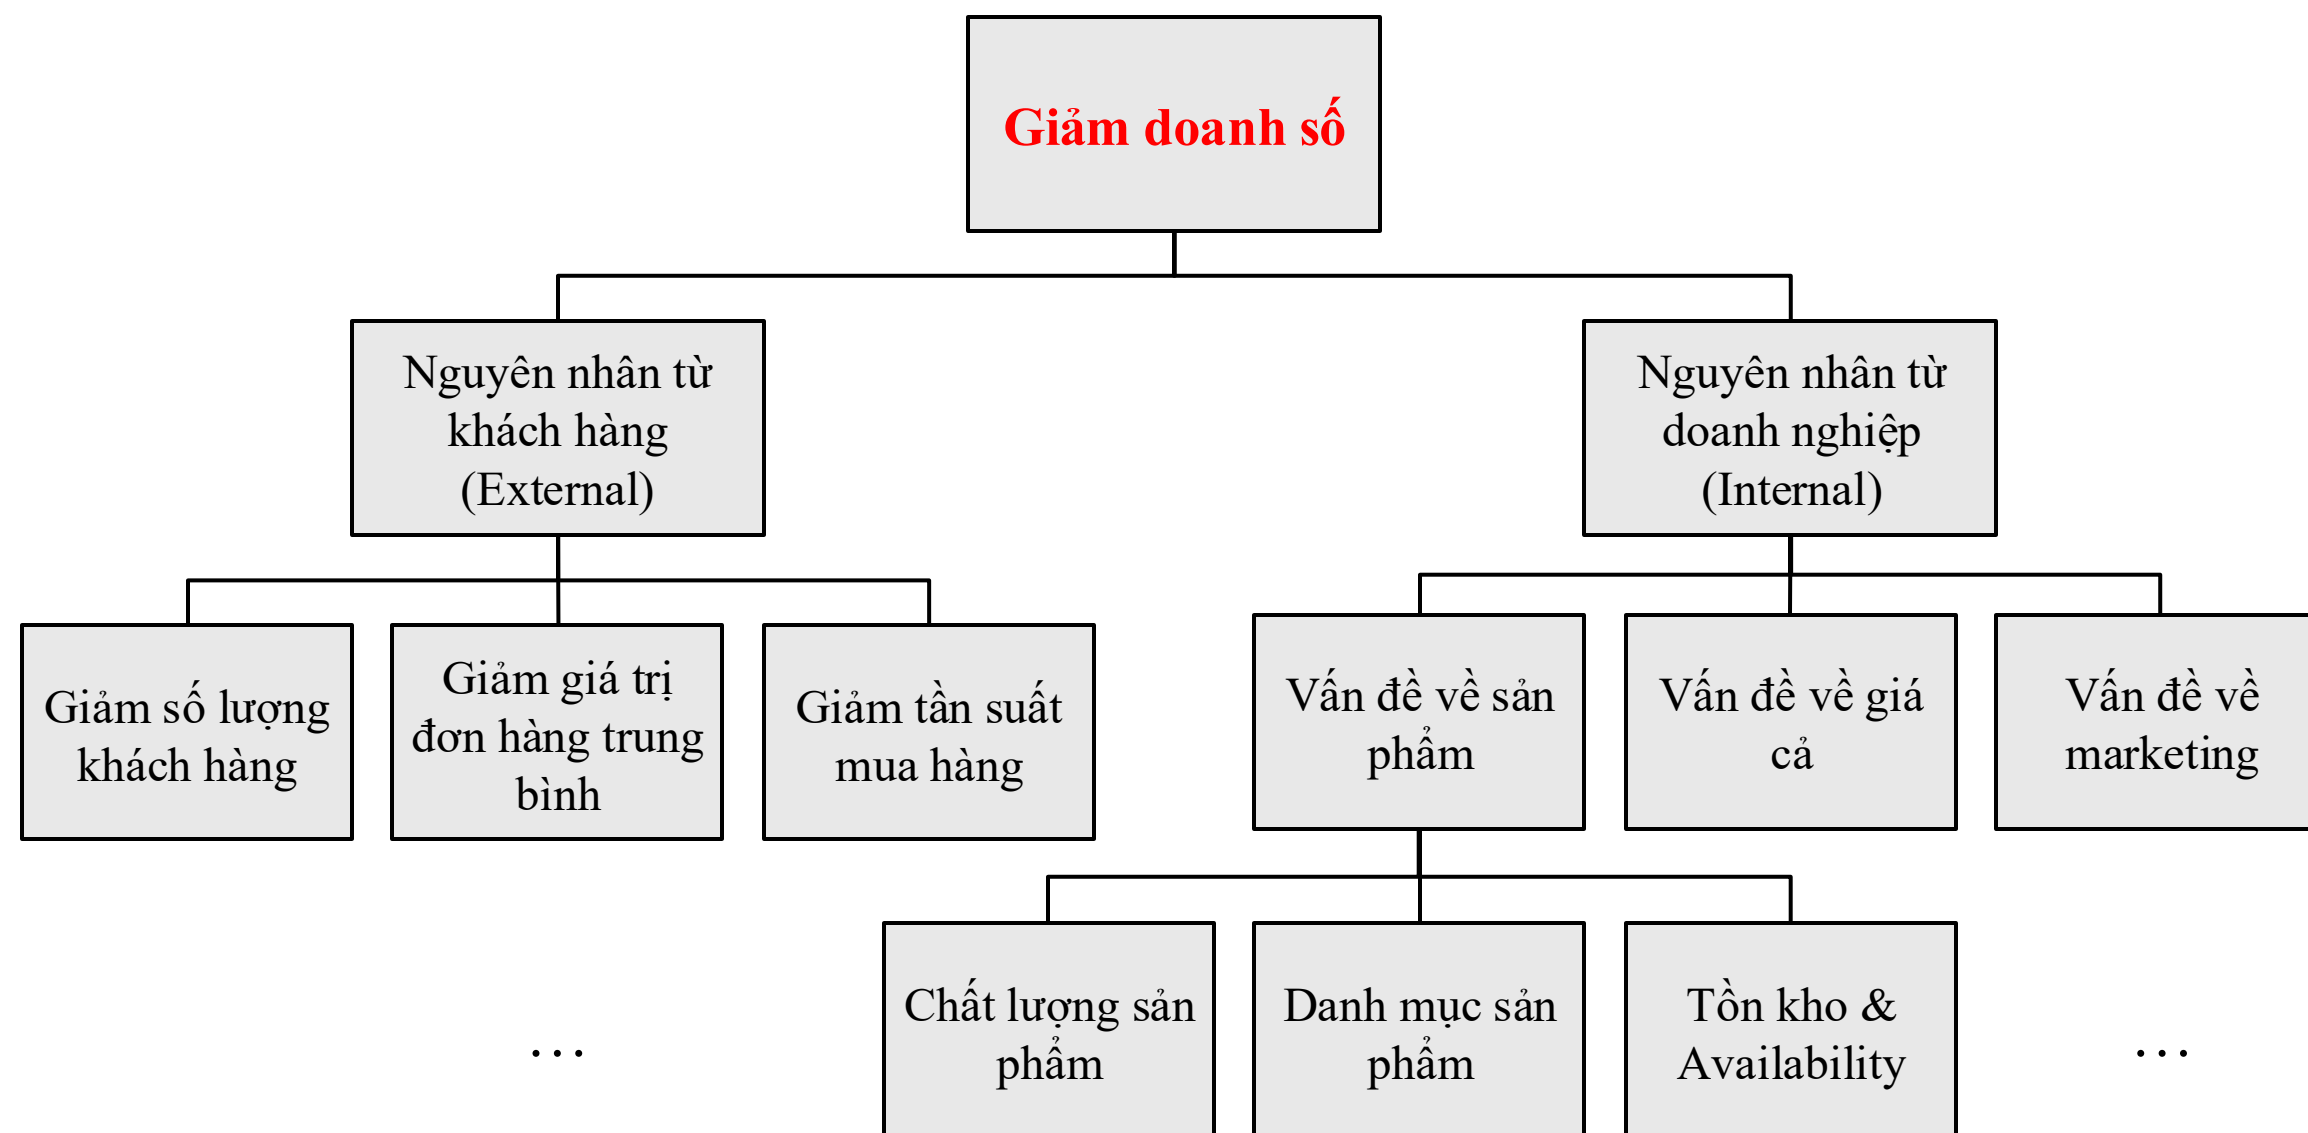 Giảm doanh số
Nguyên nhân từ
khách hàng
(External)
Nguyên nhân từ
doanh nghiệp
(Internal)
Giảm số lượng
khách hàng
Giảm giá trị
đơn hàng trung
bình
Giảm tần suất
mua hàng
Vấn đề về sản
phẩm
Vấn đề về giá
cả
Vấn đề về
marketing
Chất lượng sản
phẩm
Danh mục sản
phẩm
Tồn kho &
Availability
…
…